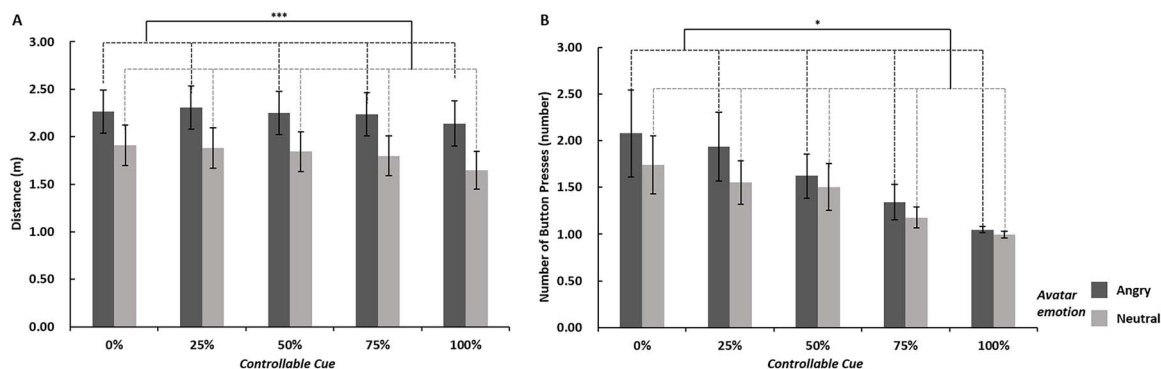 A
***
3.00
2.50
2.00
1.50
1.00
0.50
0.00
Distance (m)
0%
25%
50%
75%
100%
Controllable Cue
B
*
3.00
2.50
2.00
1.50
1.00
0.50
0.00
Number of Button Presses (number)
0%
25%
50%
75%
100%
Controllable Cue
Avatar
emotion
Angry
Neutral